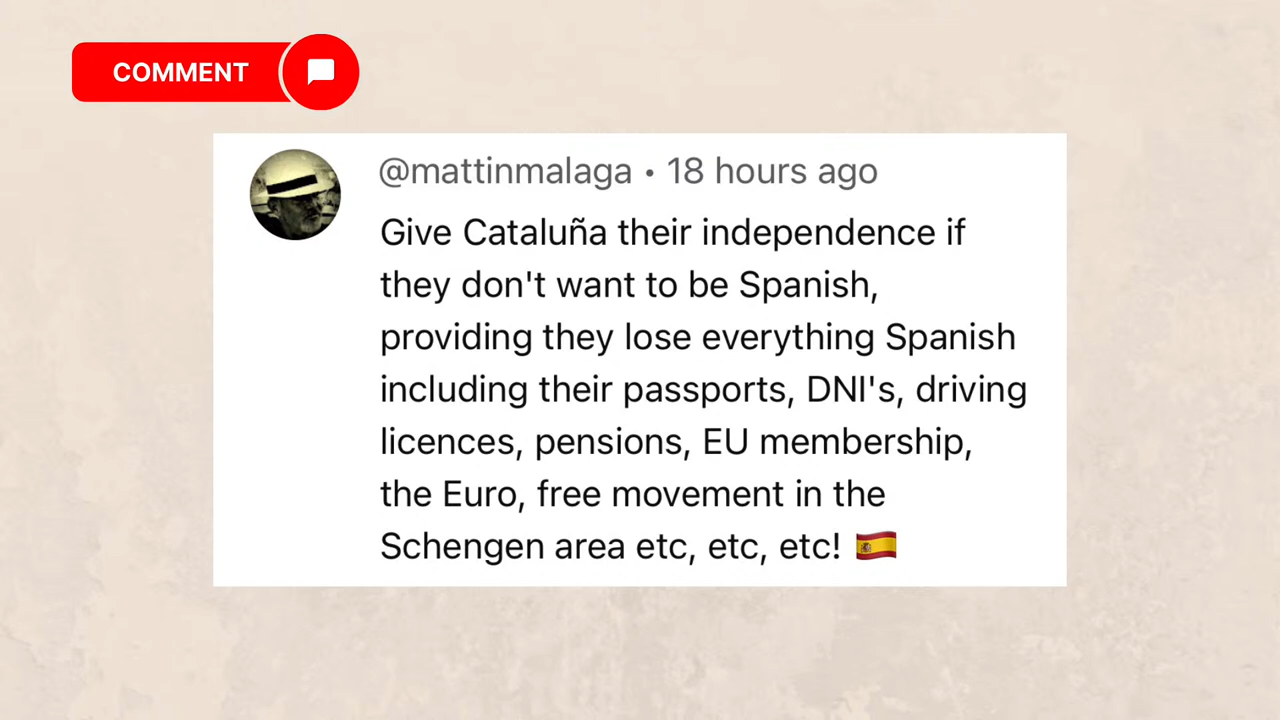 COMMENT
@mattinmalaga • 18 hours ago
Give Cataluña their independence if
they don't want to be Spanish,
providing they lose everything Spanish
including their passports, DNI's, driving
licences, pensions, EU membership,
the Euro, free movement in the
Schengen area etc, etc, etc! 🇪🇸